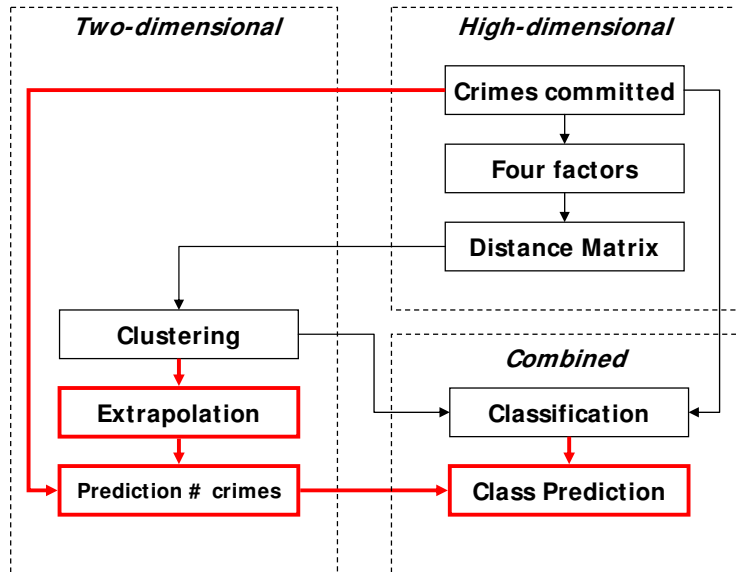 Two-dimensional
High-dimensional
Crimes committed
Four factors
Distance Matrix
Clustering
Combined
Extrapolation
Classification
Prediction # crimes
Class Prediction